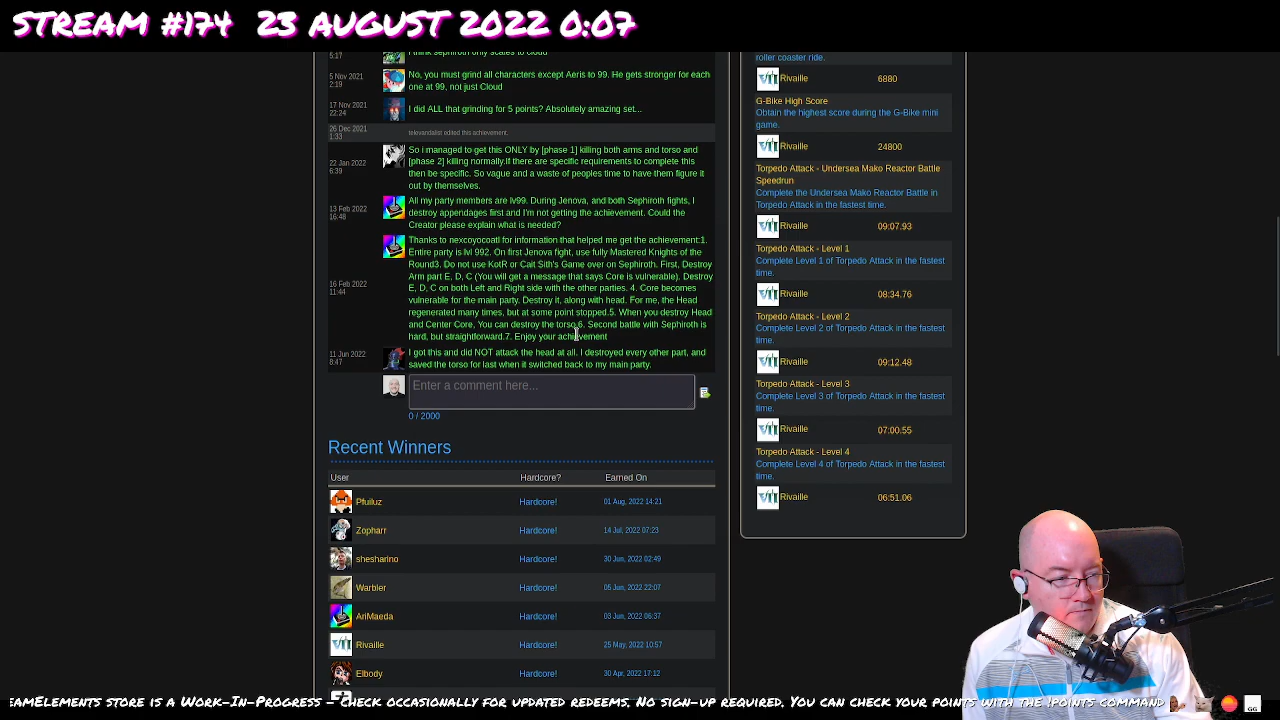 STREAM #174 23 AUGUST 2022 0:07
5:17
I think sephiroth only scales to cloud
5 Nov 2021
2:19
No, you must grind all characters except Aeris to 99. He gets stronger for each
one at 99, not just Cloud
17 Nov 2021
22:24
I did ALL that grinding for 5 points? Absolutely amazing set...
26 Dec 2021
1:33
televandalist edited this achievement.
22 Jan 2022
6:39
So i managed to get this ONLY by [phase 1] killing both arms and torso and
[phase 2] killing normally.If there are specific requirements to complete this
then be specific. So vague and a waste of peoples time to have them figure it
out by themselves.
13 Feb 2022
16:48
All my party members are lv99. During Jenova, and both Sephiroth fights, I
destroy appendages first and I'm not getting the achievement. Could the
Creator please explain what is needed?
16 Feb 2022
11:44
Thanks to nexcoyocoatl for information that helped me get the achievement:1.
Entire party is lvl 992. On first Jenova fight, use fully Mastered Knights of the
Round3. Do not use KotR or Cait Sith's Game over on Sephiroth. First, Destroy
Arm part E, D, C (You will get a message that says Core is vulnerable). Destroy
E, D, C on both Left and Right side with the other parties. 4. Core becomes
vulnerable for the main party. Destroy it, along with head. For me, the Head
regenerated many times, but at some point stopped.5. When you destroy Head
and Center Core, You can destroy the torso.6. Second battle with Sephiroth is
hard, but straightforward.7. Enjoy your achievement
11 Jun 2022
8:47
I got this and did NOT attack the head at all. I destroyed every other part, and
saved the torso for last when it switched back to my main party.
Enter a comment here...
0 / 2000
Recent Winners
User Hardcore? Earned On
Pfuiluz Hardcore! 01 Aug, 2022 14:21
Zopharr Hardcore! 14 Jul, 2022 07:23
shesharino Hardcore! 30 Jun, 2022 02:49
Warbler Hardcore! 05 Jun, 2022 22:07
AriMaeda Hardcore! 03 Jun, 2022 06:37
Rivaille Hardcore! 25 May, 2022 10:57
Elbody Hardcore! 30 Apr, 2022 17:12
roller coaster ride.
Rivaille 6880
G-Bike High Score
Obtain the highest score during the G-Bike mini
game.
Rivaille 24800
Torpedo Attack - Undersea Mako Reactor Battle
Speedrun
Complete the Undersea Mako Reactor Battle in
Torpedo Attack in the fastest time.
Rivaille 09:07.93
Torpedo Attack - Level 1
Complete Level 1 of Torpedo Attack in the fastest
time.
Rivaille 08:34.76
Torpedo Attack - Level 2
Complete Level 2 of Torpedo Attack in the fastest
time.
Rivaille 09:12.48
Torpedo Attack - Level 3
Complete Level 3 of Torpedo Attack in the fastest
time.
Rivaille 07:00.55
Torpedo Attack - Level 4
Complete Level 4 of Torpedo Attack in the fastest
time.
Rivaille 06:51.06
eamElements store is a Work-In-Progress - Check occasionally for updated redeems. No sign-up required. You can check your points with the !points command
GG